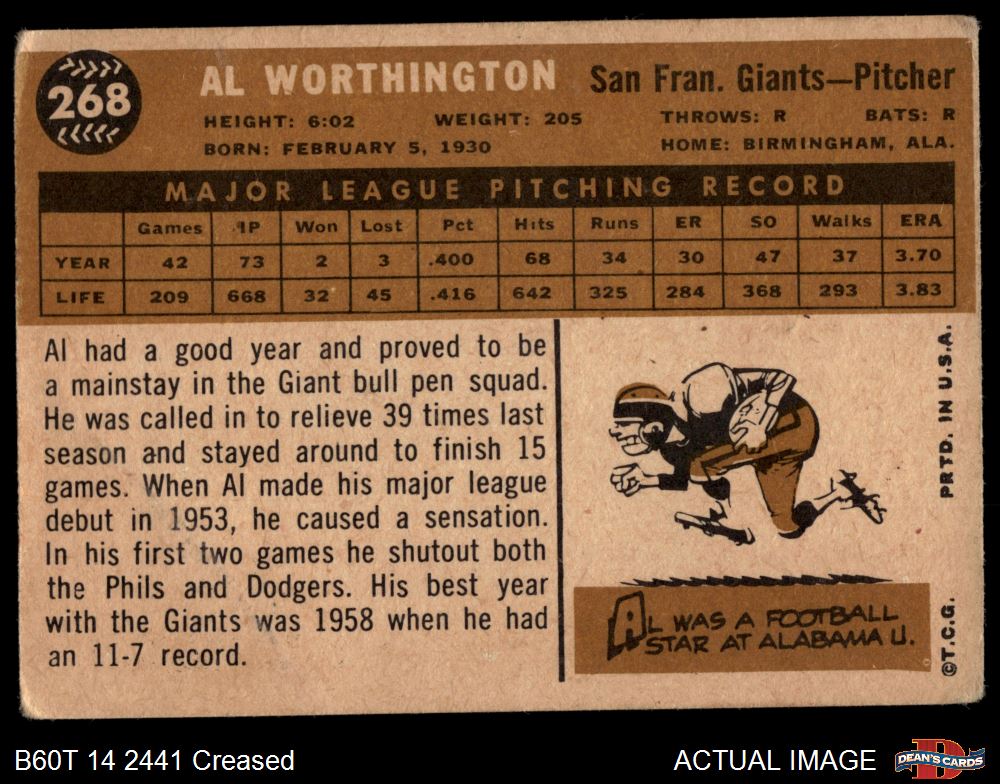 268
AL WORTHINGTON San Fran. Giants—Pitcher
HEIGHT: 6:02 WEIGHT: 205 THROWS: R BATS: R
BORN: FEBRUARY 5, 1930 HOME: BIRMINGHAM, ALA.
MAJOR LEAGUE PITCHING RECORD
Games IP Won Lost Pct Hits Runs ER SO Walks ERA
YEAR 42 73 2 3 .400 68 34 30 47 37 3.70
LIFE 209 668 32 45 .416 642 325 284 368 293 3.83
Al had a good year and proved to be
a mainstay in the Giant bull pen squad.
He was called in to relieve 39 times last
season and stayed around to finish 15
games. When Al made his major league
debut in 1953, he caused a sensation.
In his first two games he shutout both
the Phils and Dodgers. His best year
with the Giants was 1958 when he had
an 11-7 record.
AL WAS A FOOTBALL
STAR AT ALABAMA U.
©T.C.G. PRTD. IN U.S.A.
B60T 14 2441 Creased ACTUAL IMAGE DEAN'S CARDS